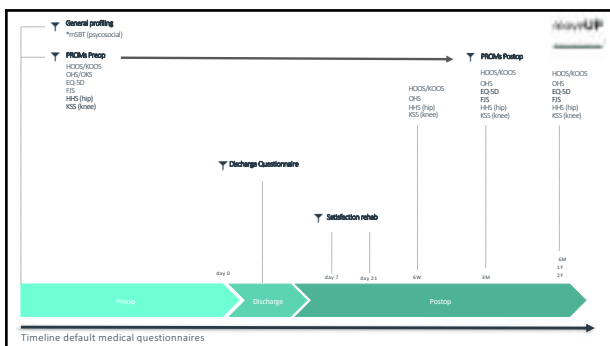 General profiling
*mSBT (psycosocial)
PROMs Preop
HOOS/KOOS
OHS/OKS
EQ-5D
FJS
HHS (hip)
KSS (knee)
Discharge Questionnaire
Satisfaction rehab
HOOS/KOOS
OHS
HHS (hip)
KSS (knee)
PROMs Postop
HOOS/KOOS
OHS
EQ-5D
FJS
HHS (hip)
KSS (knee)
HOOS/KOOS
OHS
EQ-5D
FJS
HHS (hip)
KSS (knee)
day 0
day 7
day 21
6W
3M
6M
1Y
2Y
Preop
Discharge
Postop
Timeline default medical questionnaires